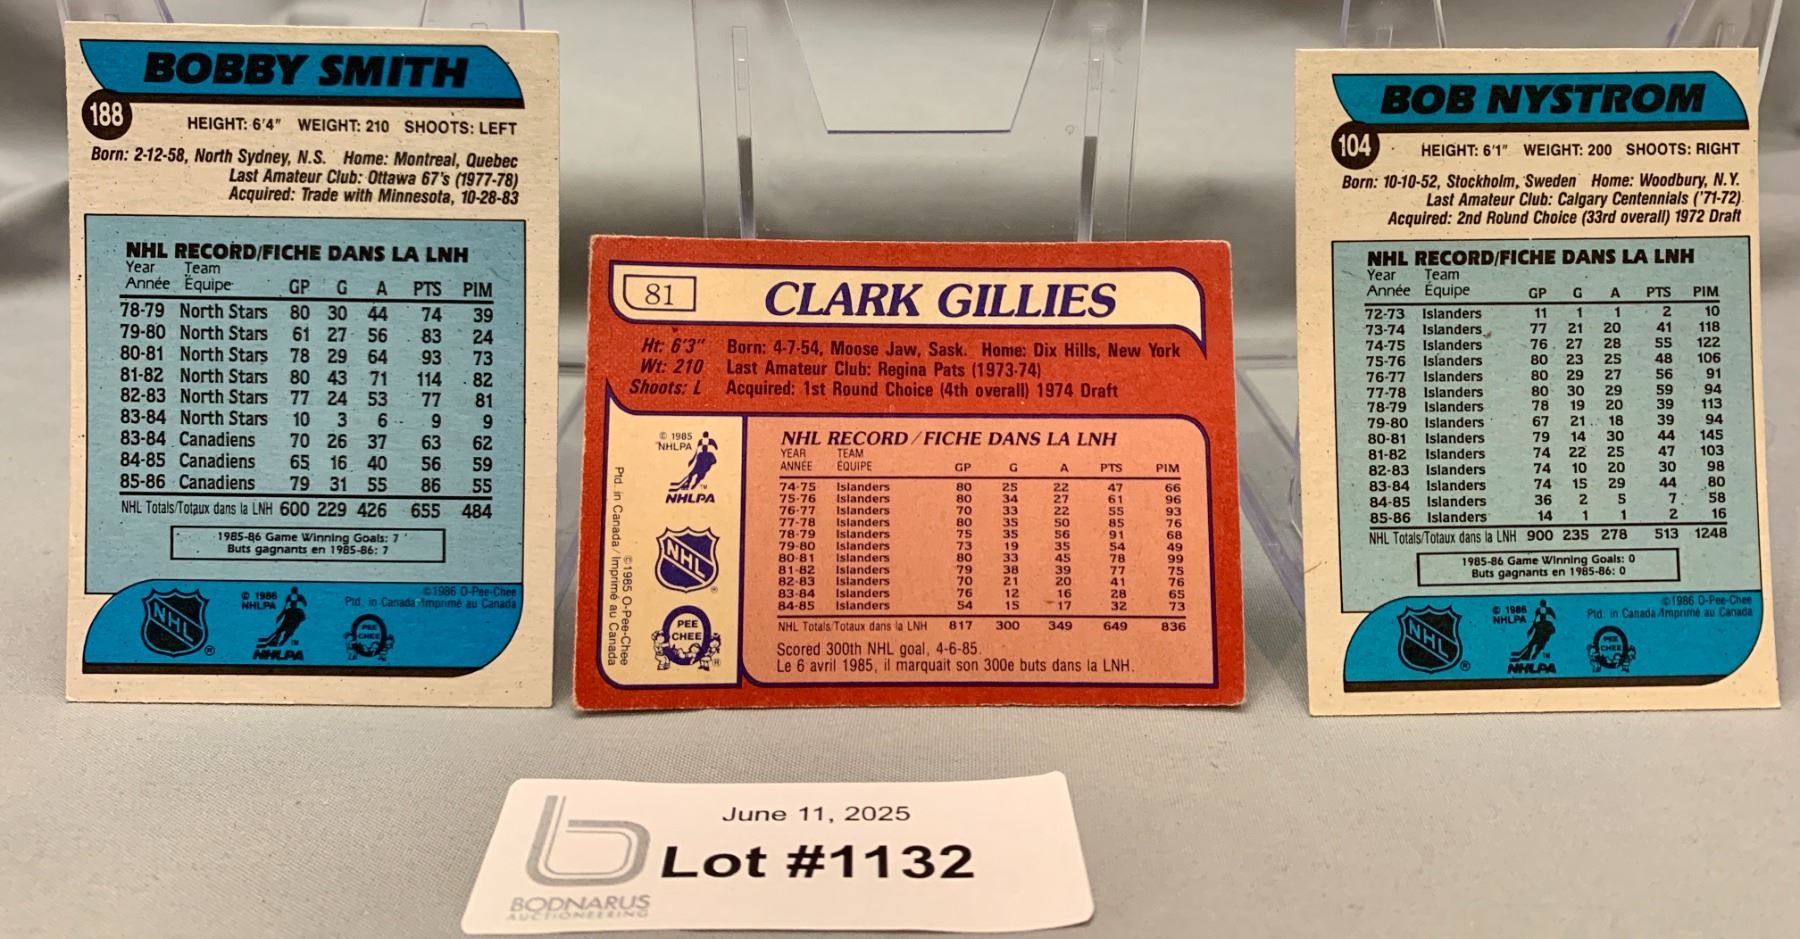 BOBBY SMITH
188
HEIGHT: 6'4" WEIGHT: 210 SHOOTS: LEFT
Born: 2-12-58, North Sydney, N.S. Home: Montreal, Quebec
Last Amateur Club: Ottawa 67's (1977-78)
Acquired: Trade with Minnesota, 10-28-83
NHL RECORD/FICHE DANS LA LNH
Year Team
Année Équipe GP G A PTS PIM
78-79 North Stars 80 30 44 74 39
79-80 North Stars 61 27 56 83 24
80-81 North Stars 78 29 64 93 73
81-82 North Stars 80 43 71 114 82
82-83 North Stars 77 24 53 77 81
83-84 North Stars 10 3 6 9 9
83-84 Canadiens 70 26 37 63 62
84-85 Canadiens 65 16 40 56 59
85-86 Canadiens 79 31 55 86 55
NHL Totals/Totaux dans la LNH 600 229 426 655 484
1985-86 Game Winning Goals: 7
Buts gagnants en 1985-86: 7
NHL ®
© 1986
NHLPA
NHLPA
PEE
CHEE
©1986 O-Pee-Chee
Ptd. in Canada/Imprimé au Canada
81
CLARK GILLIES
Ht: 6'3" Born: 4-7-54, Moose Jaw, Sask. Home: Dix Hills, New York
Wt: 210 Last Amateur Club: Regina Pats (1973-74)
Shoots: L Acquired: 1st Round Choice (4th overall) 1974 Draft
© 1985
NHLPA
NHLPA
NHL ®
PEE
CHEE ®
©1985 O-Pee-Chee
Ptd. in Canada/Imprimé au Canada
NHL RECORD/FICHE DANS LA LNH
YEAR TEAM
ANNÉE ÉQUIPE GP G A PTS PIM
74-75 Islanders 80 25 22 47 66
75-76 Islanders 80 34 27 61 96
76-77 Islanders 70 33 22 55 93
77-78 Islanders 80 35 50 85 76
78-79 Islanders 75 35 56 91 68
79-80 Islanders 73 19 35 54 49
80-81 Islanders 80 33 45 78 99
81-82 Islanders 79 38 39 77 75
82-83 Islanders 70 21 20 41 76
83-84 Islanders 76 12 16 28 65
84-85 Islanders 54 15 17 32 73
NHL Totals/Totaux dans la LNH 817 300 349 649 836
Scored 300th NHL goal, 4-6-85.
Le 6 avril 1985, il marquait son 300e buts dans la LNH.
BOB NYSTROM
104
HEIGHT: 6'1" WEIGHT: 200 SHOOTS: RIGHT
Born: 10-10-52, Stockholm, Sweden Home: Woodbury, N.Y.
Last Amateur Club: Calgary Centennials ('71-72)
Acquired: 2nd Round Choice (33rd overall) 1972 Draft
NHL RECORD/FICHE DANS LA LNH
Year Team
Année Équipe GP G A PTS PIM
72-73 Islanders 11 1 1 2 10
73-74 Islanders 77 21 20 41 118
74-75 Islanders 76 27 28 55 122
75-76 Islanders 80 23 25 48 106
76-77 Islanders 80 29 27 56 91
77-78 Islanders 80 30 29 59 94
78-79 Islanders 78 19 20 39 113
79-80 Islanders 67 21 18 39 94
80-81 Islanders 79 14 30 44 145
81-82 Islanders 74 22 25 47 103
82-83 Islanders 74 10 20 30 98
83-84 Islanders 74 15 29 44 80
84-85 Islanders 36 2 5 7 58
85-86 Islanders 14 1 1 2 16
NHL Totals/Totaux dans la LNH 900 235 278 513 1248
1985-86 Game Winning Goals: 0
Buts gagnants en 1985-86: 0
NHL ®
© 1986
NHLPA
NHLPA
PEE
CHEE
©1986 O-Pee-Chee
Ptd. in Canada/Imprimé au Canada
June 11, 2025
Lot #1132
BODNARUS
AUCTIONEERING